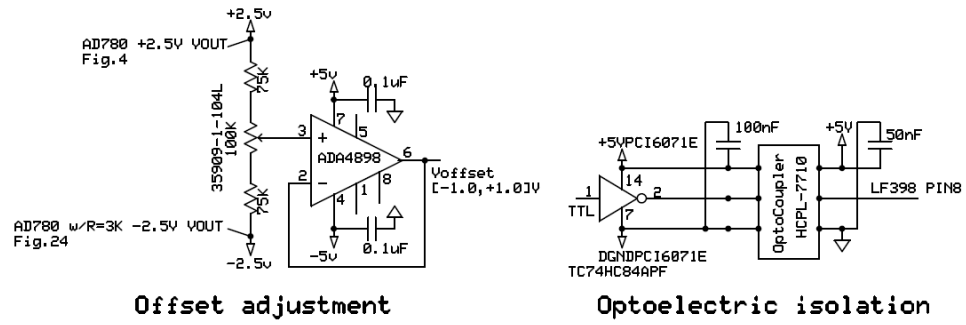 +2.5v
AD780 +2.5V VOUT
Fig.4
75K
35909-1-104L
100K
75K
AD780 w/R=3K -2.5V VOUT
Fig.24
-2.5v
+5v
0.1uF
7
5
3
+
ADA4898
6
2
-
8
1
4
Voffset
[-1.0,+1.0]V
0.1uF
-5v
Offset adjustment
100nF
+5VPCI6071E
14
1
2
TTL
7
DGNDPCI6071E
TC74HC84APF
OptoCoupler
HCPL-7710
+5V
50nF
LF398 PIN8
Optoelectric isolation